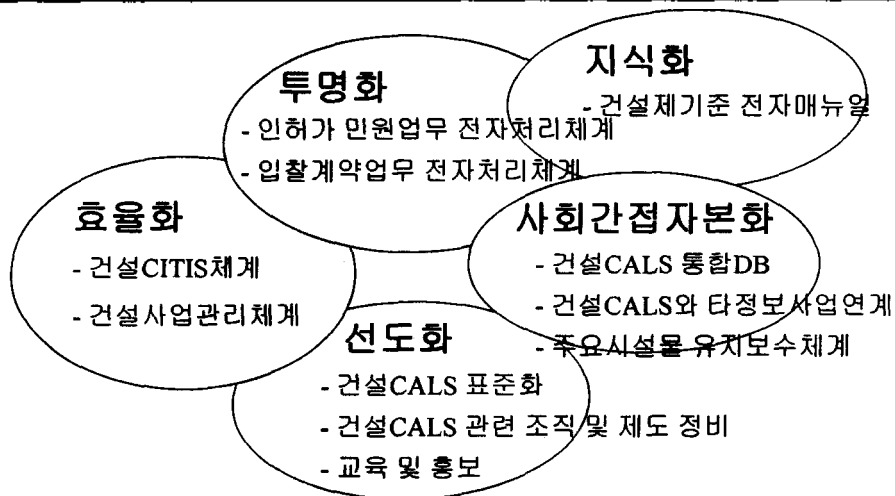 투명화
- 인허가 민원업무 전자처리체계
- 입찰계약업무 전자처리체계
지식화
- 건설제기준 전자매뉴얼
효율화
- 건설CITIS체계
- 건설사업관리체계
사회간접자본화
- 건설CALS 통합DB
- 건설CALS와 타정보사업연계
- 주요시설물 유지보수체계
선도화
- 건설CALS 표준화
- 건설CALS 관련 조직 및 제도 정비
- 교육 및 홍보